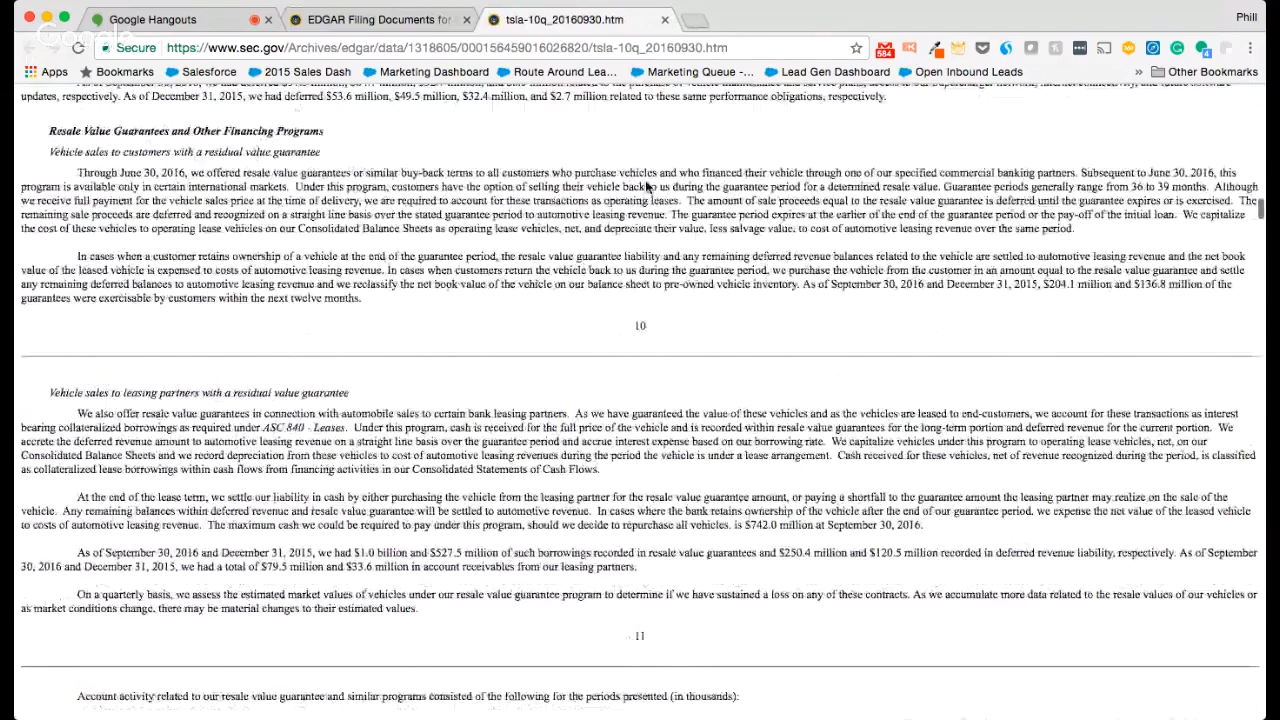 Google Hangouts
EDGAR Filing Documents for
tsla-10q_20160930.htm
Phill
Google
Secure https://www.sec.gov/Archives/edgar/data/1318605/000156459016026820/tsla-10q_20160930.htm
584
4
Apps Bookmarks Salesforce 2015 Sales Dash Marketing Dashboard Route Around Lea... Marketing Queue -... Lead Gen Dashboard Open Inbound Leads » Other Bookmarks
updates, respectively. As of December 31, 2015, we had deferred $53.6 million, $49.5 million, $32.4 million, and $2.7 million related to these same performance obligations, respectively.
Resale Value Guarantees and Other Financing Programs
Vehicle sales to customers with a residual value guarantee
Through June 30, 2016, we offered resale value guarantees or similar buy-back terms to all customers who purchase vehicles and who financed their vehicle through one of our specified commercial banking partners. Subsequent to June 30, 2016, this
program is available only in certain international markets. Under this program, customers have the option of selling their vehicle back to us during the guarantee period for a determined resale value. Guarantee periods generally range from 36 to 39 months. Although
we receive full payment for the vehicle sales price at the time of delivery, we are required to account for these transactions as operating leases. The amount of sale proceeds equal to the resale value guarantee is deferred until the guarantee expires or is exercised. The
remaining sale proceeds are deferred and recognized on a straight line basis over the stated guarantee period to automotive leasing revenue. The guarantee period expires at the earlier of the end of the guarantee period or the pay-off of the initial loan. We capitalize
the cost of these vehicles to operating lease vehicles on our Consolidated Balance Sheets as operating lease vehicles, net, and depreciate their value, less salvage value, to cost of automotive leasing revenue over the same period.
In cases when a customer retains ownership of a vehicle at the end of the guarantee period, the resale value guarantee liability and any remaining deferred revenue balances related to the vehicle are settled to automotive leasing revenue and the net book
value of the leased vehicle is expensed to costs of automotive leasing revenue. In cases when customers return the vehicle back to us during the guarantee period, we purchase the vehicle from the customer in an amount equal to the resale value guarantee and settle
any remaining deferred balances to automotive leasing revenue and we reclassify the net book value of the vehicle on our balance sheet to pre-owned vehicle inventory. As of September 30, 2016 and December 31, 2015, $204.1 million and $136.8 million of the
guarantees were exercisable by customers within the next twelve months.
10
Vehicle sales to leasing partners with a residual value guarantee
We also offer resale value guarantees in connection with automobile sales to certain bank leasing partners. As we have guaranteed the value of these vehicles and as the vehicles are leased to end-customers, we account for these transactions as interest
bearing collateralized borrowings as required under ASC 840 - Leases. Under this program, cash is received for the full price of the vehicle and is recorded within resale value guarantees for the long-term portion and deferred revenue for the current portion. We
accrete the deferred revenue amount to automotive leasing revenue on a straight line basis over the guarantee period and accrue interest expense based on our borrowing rate. We capitalize vehicles under this program to operating lease vehicles, net, on our
Consolidated Balance Sheets and we record depreciation from these vehicles to cost of automotive leasing revenues during the period the vehicle is under a lease arrangement. Cash received for these vehicles, net of revenue recognized during the period, is classified
as collateralized lease borrowings within cash flows from financing activities in our Consolidated Statements of Cash Flows.
At the end of the lease term, we settle our liability in cash by either purchasing the vehicle from the leasing partner for the resale value guarantee amount, or paying a shortfall to the guarantee amount the leasing partner may realize on the sale of the
vehicle. Any remaining balances within deferred revenue and resale value guarantee will be settled to automotive revenue. In cases where the bank retains ownership of the vehicle after the end of our guarantee period, we expense the net value of the leased vehicle
to costs of automotive leasing revenue. The maximum cash we could be required to pay under this program, should we decide to repurchase all vehicles, is $742.0 million at September 30, 2016.
As of September 30, 2016 and December 31, 2015, we had $1.0 billion and $527.5 million of such borrowings recorded in resale value guarantees and $250.4 million and $120.5 million recorded in deferred revenue liability, respectively. As of September
30, 2016 and December 31, 2015, we had a total of $79.5 million and $33.6 million in account receivables from our leasing partners.
On a quarterly basis, we assess the estimated market values of vehicles under our resale value guarantee program to determine if we have sustained a loss on any of these contracts. As we accumulate more data related to the resale values of our vehicles or
as market conditions change, there may be material changes to their estimated values.
11
Account activity related to our resale value guarantee and similar programs consisted of the following for the periods presented (in thousands):